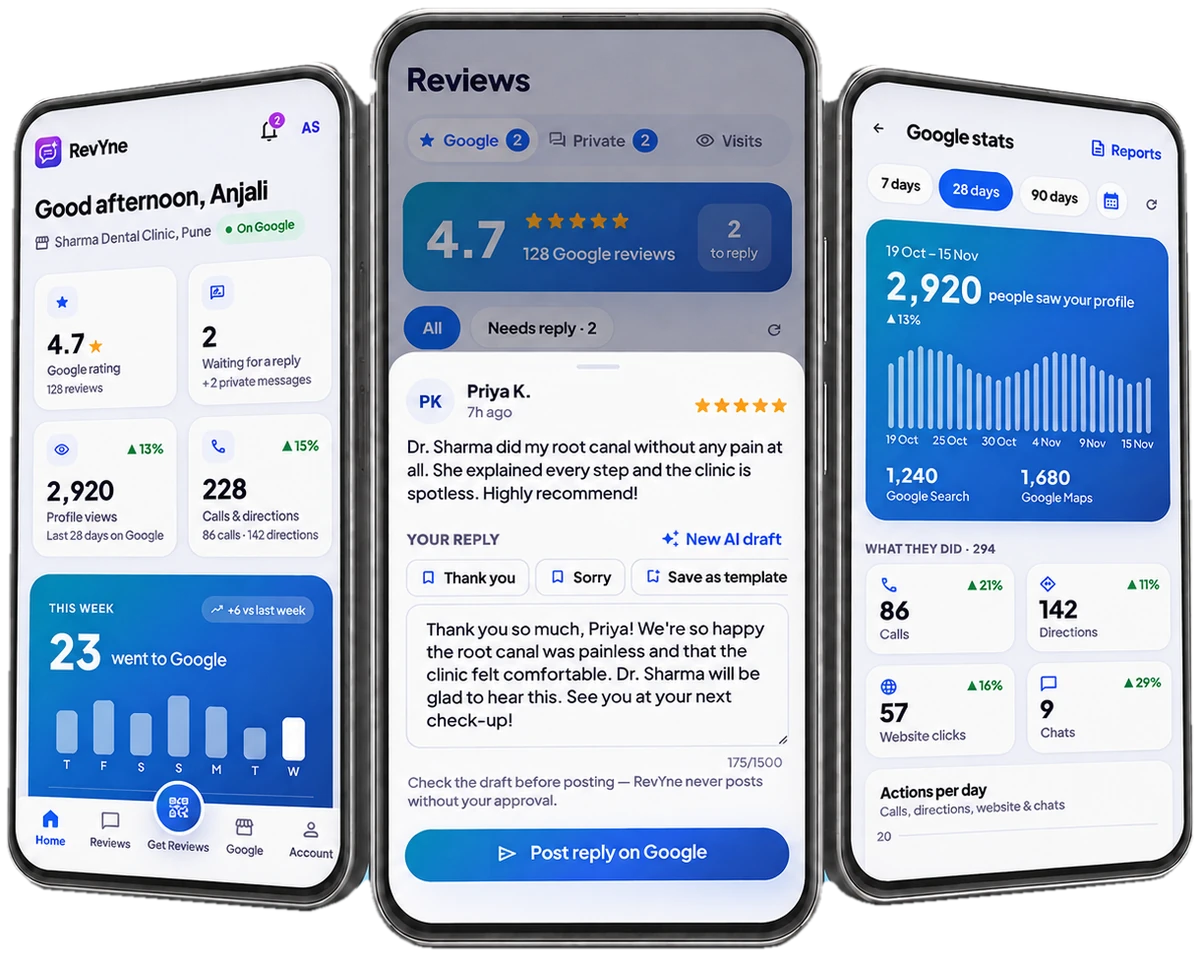 RevYne
2
AS
Good afternoon, Anjali
Sharma Dental Clinic, Pune
On Google
4.7
Google rating
128 reviews
2
Waiting for a reply
+2 private messages
▲13%
2,920
Profile views
Last 28 days on Google
▲15%
228
Calls & directions
86 calls · 142 directions
THIS WEEK
+6 vs last week
23 went to Google
T F S S M T W
Home
Reviews
Get Reviews
Google
Account
Reviews
Google 2
Private 2
Visits
4.7
128 Google reviews
2
to reply
All
Needs reply · 2
PK
Priya K.
7h ago
Dr. Sharma did my root canal without any pain at
all. She explained every step and the clinic is
spotless. Highly recommend!
YOUR REPLY
New AI draft
Thank you
Sorry
Save as template
Thank you so much, Priya! We're so happy
the root canal was painless and that the
clinic felt comfortable. Dr. Sharma will be
glad to hear this. See you at your next
check-up!
175/1500
Check the draft before posting — RevYne never posts
without your approval.
Post reply on Google
Google stats
Reports
7 days
28 days
90 days
19 Oct – 15 Nov
2,920 people saw your profile
▲13%
19 Oct 25 Oct 30 Oct 4 Nov 9 Nov 15 Nov
1,240
Google Search
1,680
Google Maps
WHAT THEY DID · 294
▲21%
86
Calls
▲11%
142
Directions
▲16%
57
Website clicks
▲29%
9
Chats
Actions per day
Calls, directions, website & chats
20